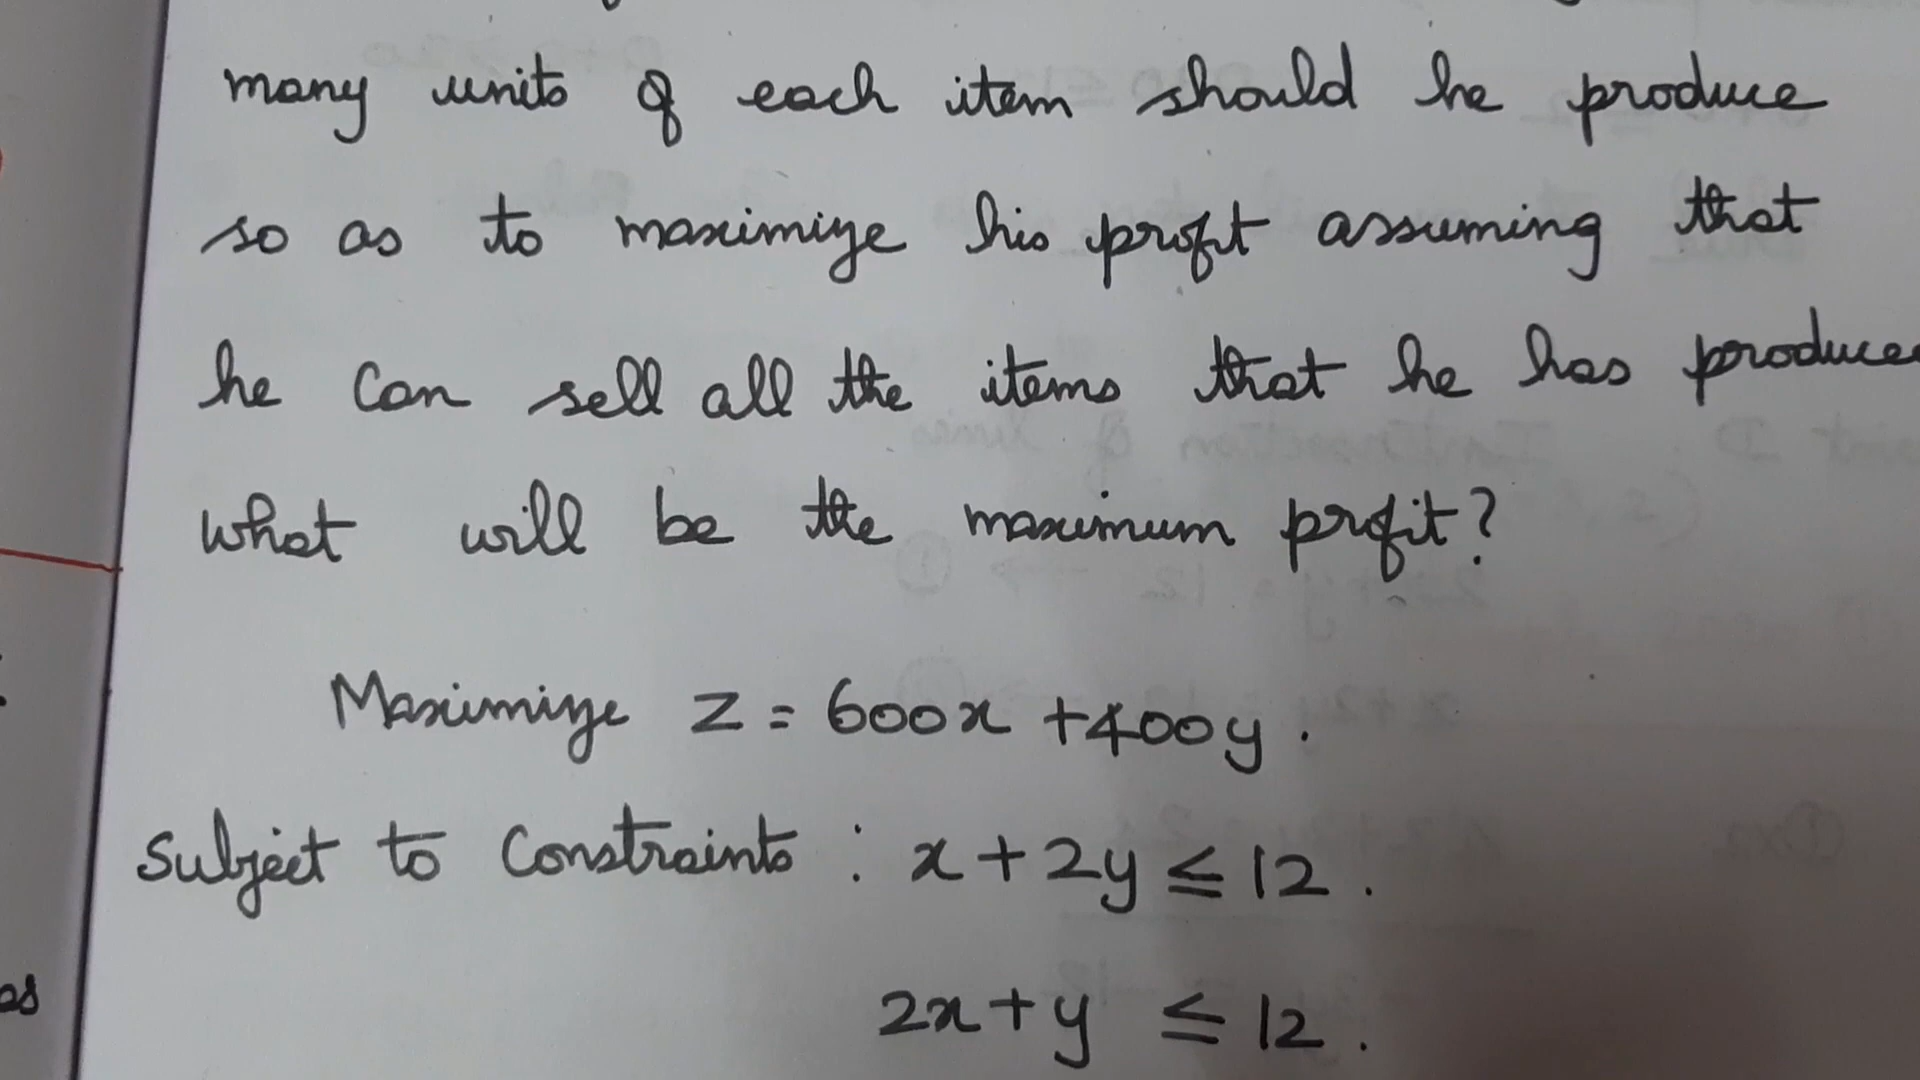 many units of each item should he produce
so as to maximize his profit assuming that
he can sell all the items that he has produce
what will be the maximum profit?
Maximize Z = 600x + 400y.
Subject to Constraints : x + 2y ≤ 12.
2x + y ≤ 12.
as